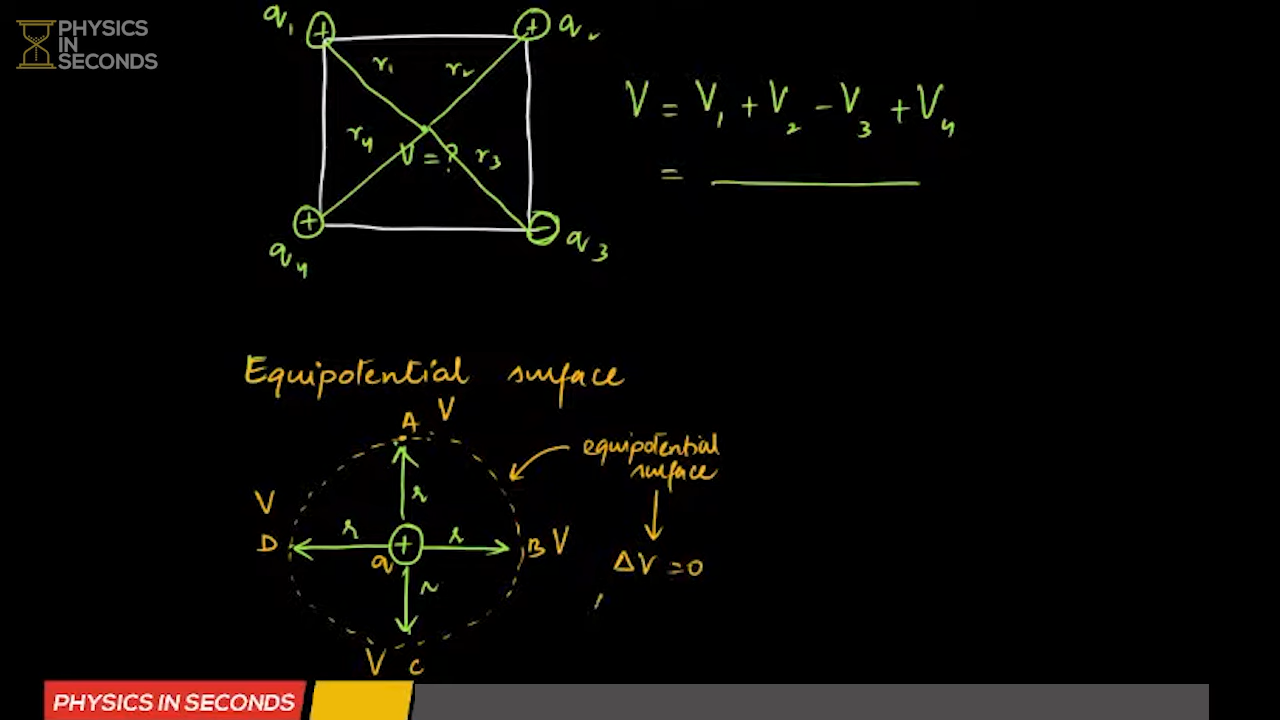 PHYSICS
IN
SECONDS
q₁
q₂
r₁
r₂
r₄
r₃
V = ?
q₄
q₃
V = V₁ + V₂ − V₃ + V₄
=
Equipotential surface
A V
equipotential
surface
V
D
r
r
r
r
+
q
B V
ΔV = 0
V C
PHYSICS IN SECONDS